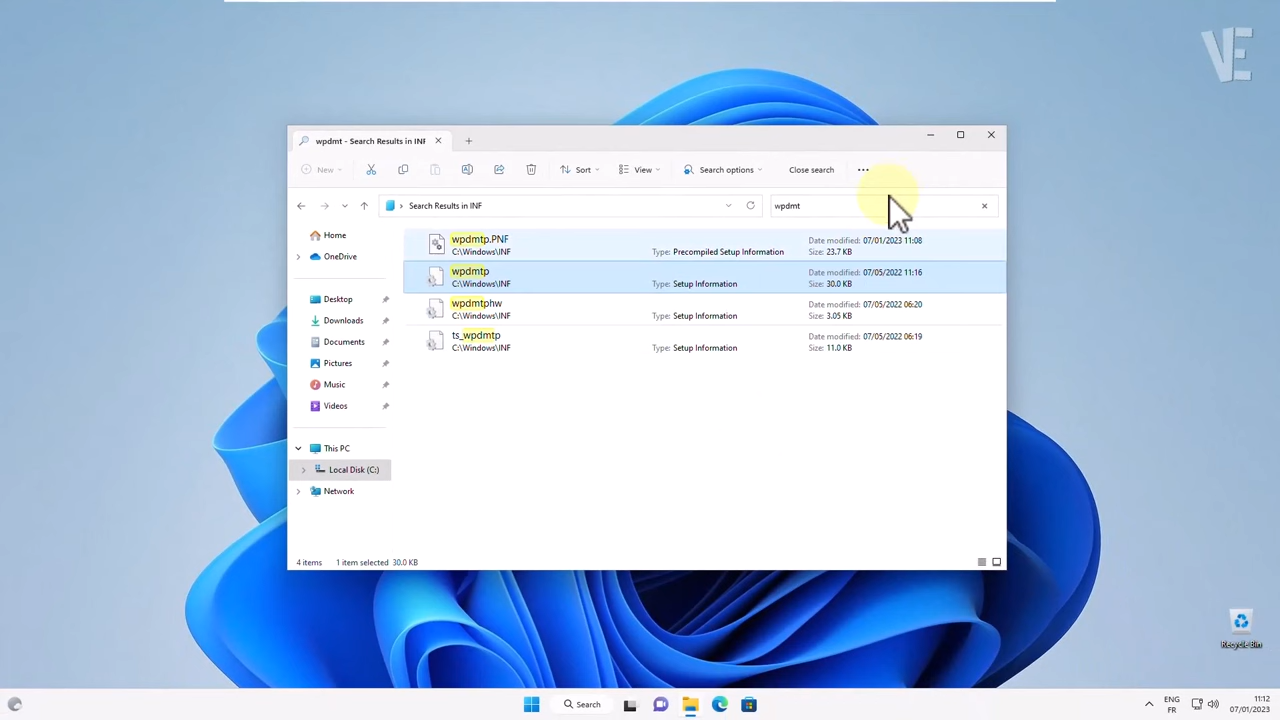 VE
wpdmt - Search Results in INF
New
Sort
View
Search options
Close search
Search Results in INF
wpdmt
Home
OneDrive
Desktop
Downloads
Documents
Pictures
Music
Videos
This PC
Local Disk (C:)
Network
wpdmtp.PNF
C:\Windows\INF
Type: Precompiled Setup Information
Date modified: 07/01/2023 11:08
Size: 23.7 KB
wpdmtp
C:\Windows\INF
Type: Setup Information
Date modified: 07/05/2022 11:16
Size: 30.0 KB
wpdmtphw
C:\Windows\INF
Type: Setup Information
Date modified: 07/05/2022 06:20
Size: 3.05 KB
ts_wpdmtp
C:\Windows\INF
Type: Setup Information
Date modified: 07/05/2022 06:19
Size: 11.0 KB
4 items
1 item selected 30.0 KB
Recycle Bin
Search
ENG
FR
11:12
07/01/2023